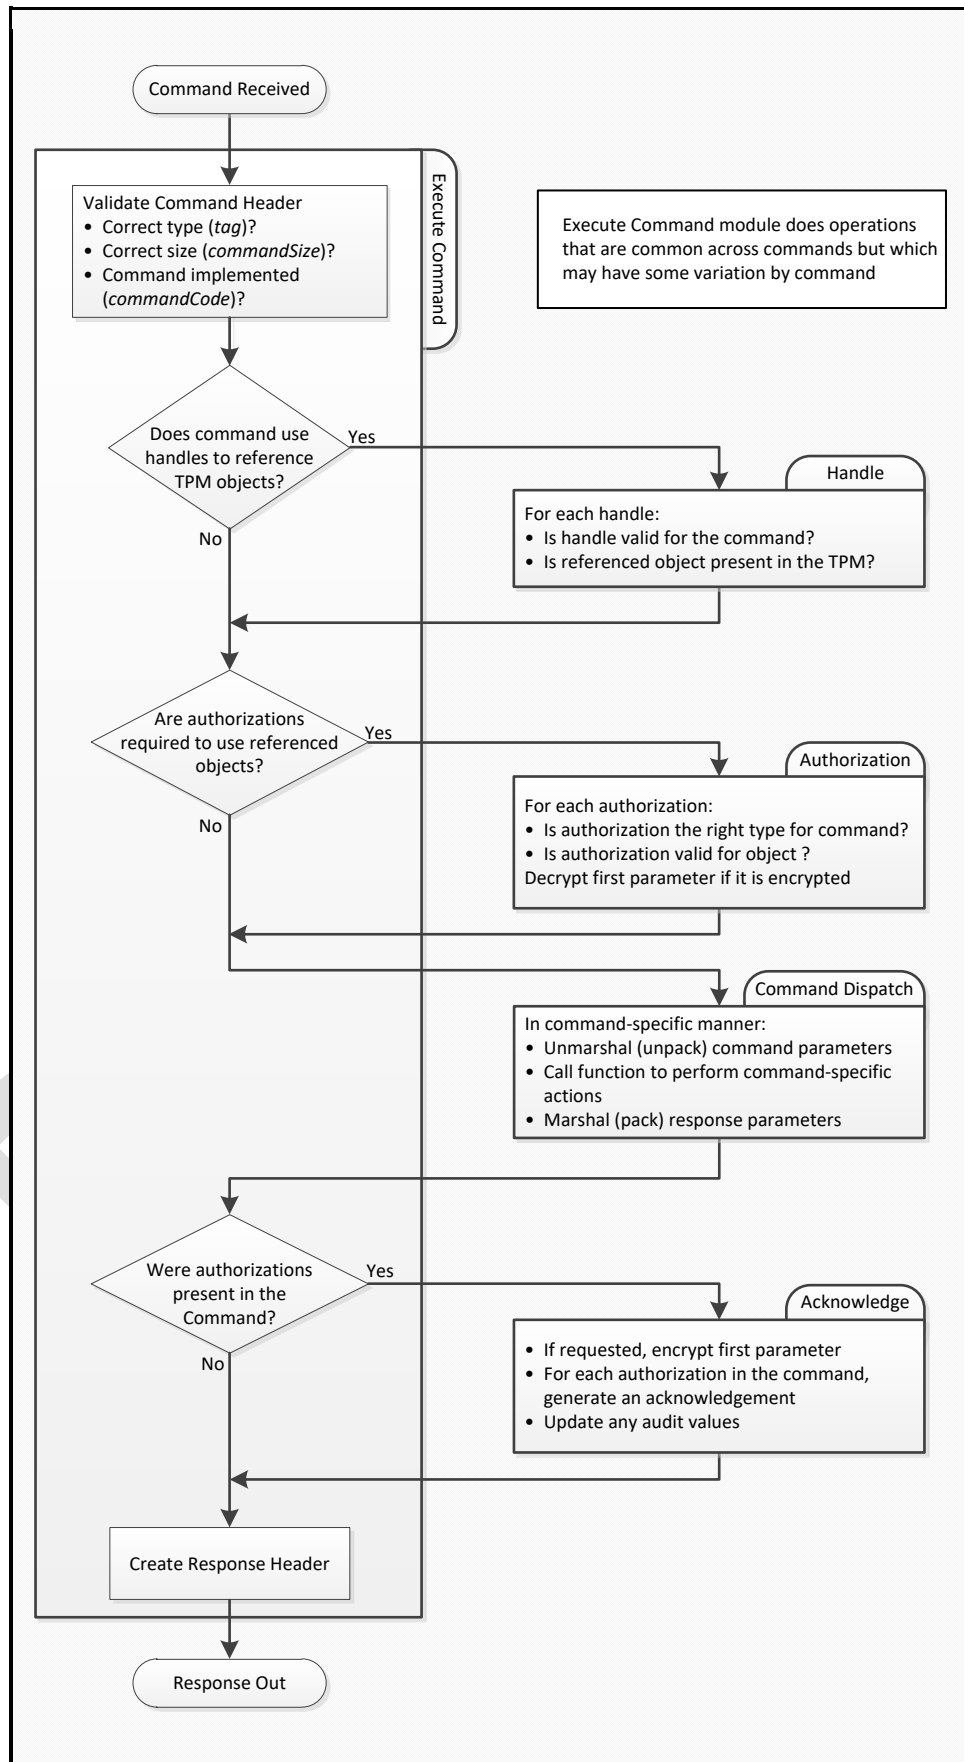 Command Received
Execute Command
Validate Command Header
• Correct type (tag)?
• Correct size (commandSize)?
• Command implemented
(commandCode)?
Execute Command module does operations
that are common across commands but which
may have some variation by command
Does command use
handles to reference
TPM objects?
Yes
No
Handle
For each handle:
• Is handle valid for the command?
• Is referenced object present in the TPM?
Are authorizations
required to use referenced
objects?
Yes
No
Authorization
For each authorization:
• Is authorization the right type for command?
• Is authorization valid for object ?
Decrypt first parameter if it is encrypted
Command Dispatch
In command-specific manner:
• Unmarshal (unpack) command parameters
• Call function to perform command-specific
actions
• Marshal (pack) response parameters
Were authorizations
present in the
Command?
Yes
No
Acknowledge
• If requested, encrypt first parameter
• For each authorization in the command,
generate an acknowledgement
• Update any audit values
Create Response Header
Response Out